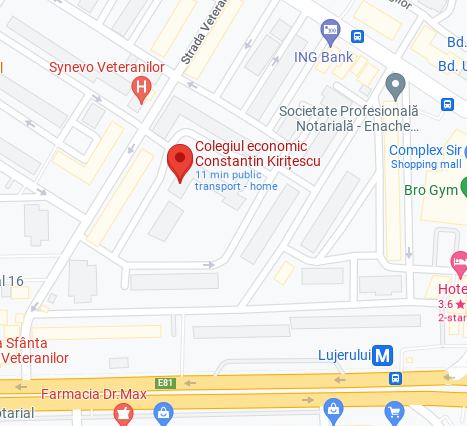 Strada Veteran
ilor
ING Bank
Bd.
Bd. U
Synevo Veteranilor
H
Societate Profesională
Notarială - Enache...
Colegiul economic
Constantin Kirițescu
11 min public
transport - home
Complex Sir
Shopping mall
Bro Gym
al 16
Hote
3.6★
2-star
a Sfânta
Veteranilor
Lujerului M
E81
Farmacia Dr.Max
otarial